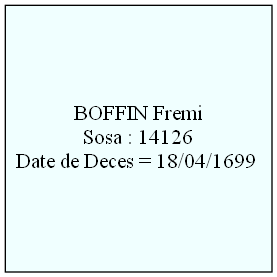 BOFFIN Fremi
Sosa : 14126
Date de Deces = 18/04/1699